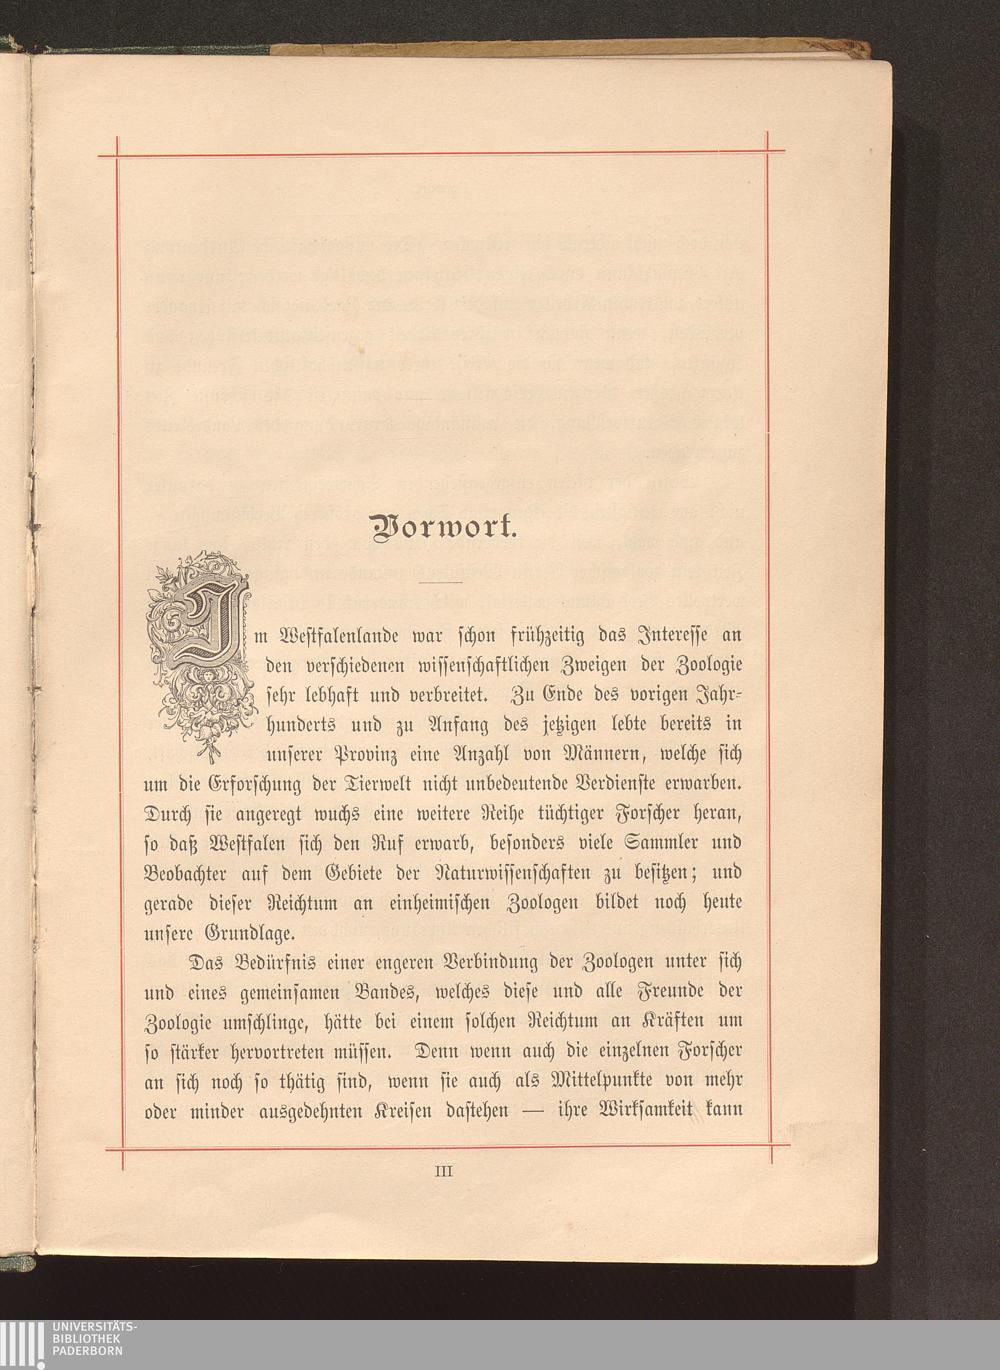 Vorwort.
Im Westfalenlande war schon frühzeitig das Interesse an
den verschiedenen wissenschaftlichen Zweigen der Zoologie
sehr lebhaft und verbreitet. Zu Ende des vorigen Jahr-
hunderts und zu Anfang des jetzigen lebte bereits in
unserer Provinz eine Anzahl von Männern, welche sich
um die Erforschung der Tierwelt nicht unbedeutende Verdienste erwarben.
Durch sie angeregt wuchs eine weitere Reihe tüchtiger Forscher heran,
so daß Westfalen sich den Ruf erwarb, besonders viele Sammler und
Beobachter auf dem Gebiete der Naturwissenschaften zu besitzen; und
gerade dieser Reichtum an einheimischen Zoologen bildet noch heute
unsere Grundlage.
Das Bedürfnis einer engeren Verbindung der Zoologen unter sich
und eines gemeinsamen Bandes, welches diese und alle Freunde der
Zoologie umschlinge, hätte bei einem solchen Reichtum an Kräften um
so stärker hervortreten müssen. Denn wenn auch die einzelnen Forscher
an sich noch so thätig sind, wenn sie auch als Mittelpunkte von mehr
oder minder ausgedehnten Kreisen dastehen — ihre Wirksamkeit kann
III
UNIVERSITÄTS-
BIBLIOTHEK
PADERBORN